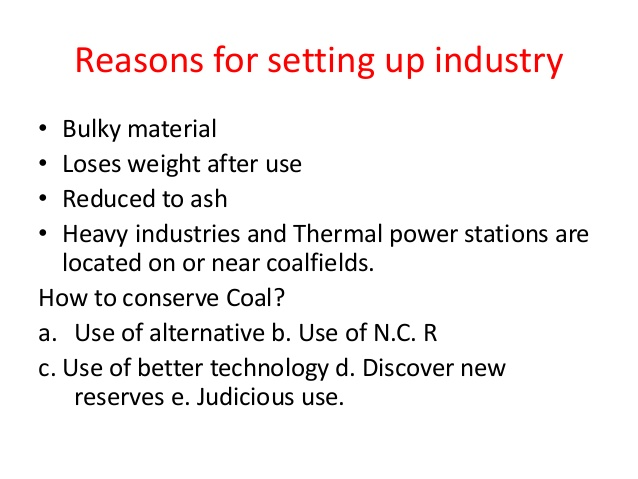 Reasons for setting up industry
• Bulky material
• Loses weight after use
• Reduced to ash
• Heavy industries and Thermal power stations are
located on or near coalfields.
How to conserve Coal?
a. Use of alternative b. Use of N.C. R
c. Use of better technology d. Discover new
reserves e. Judicious use.